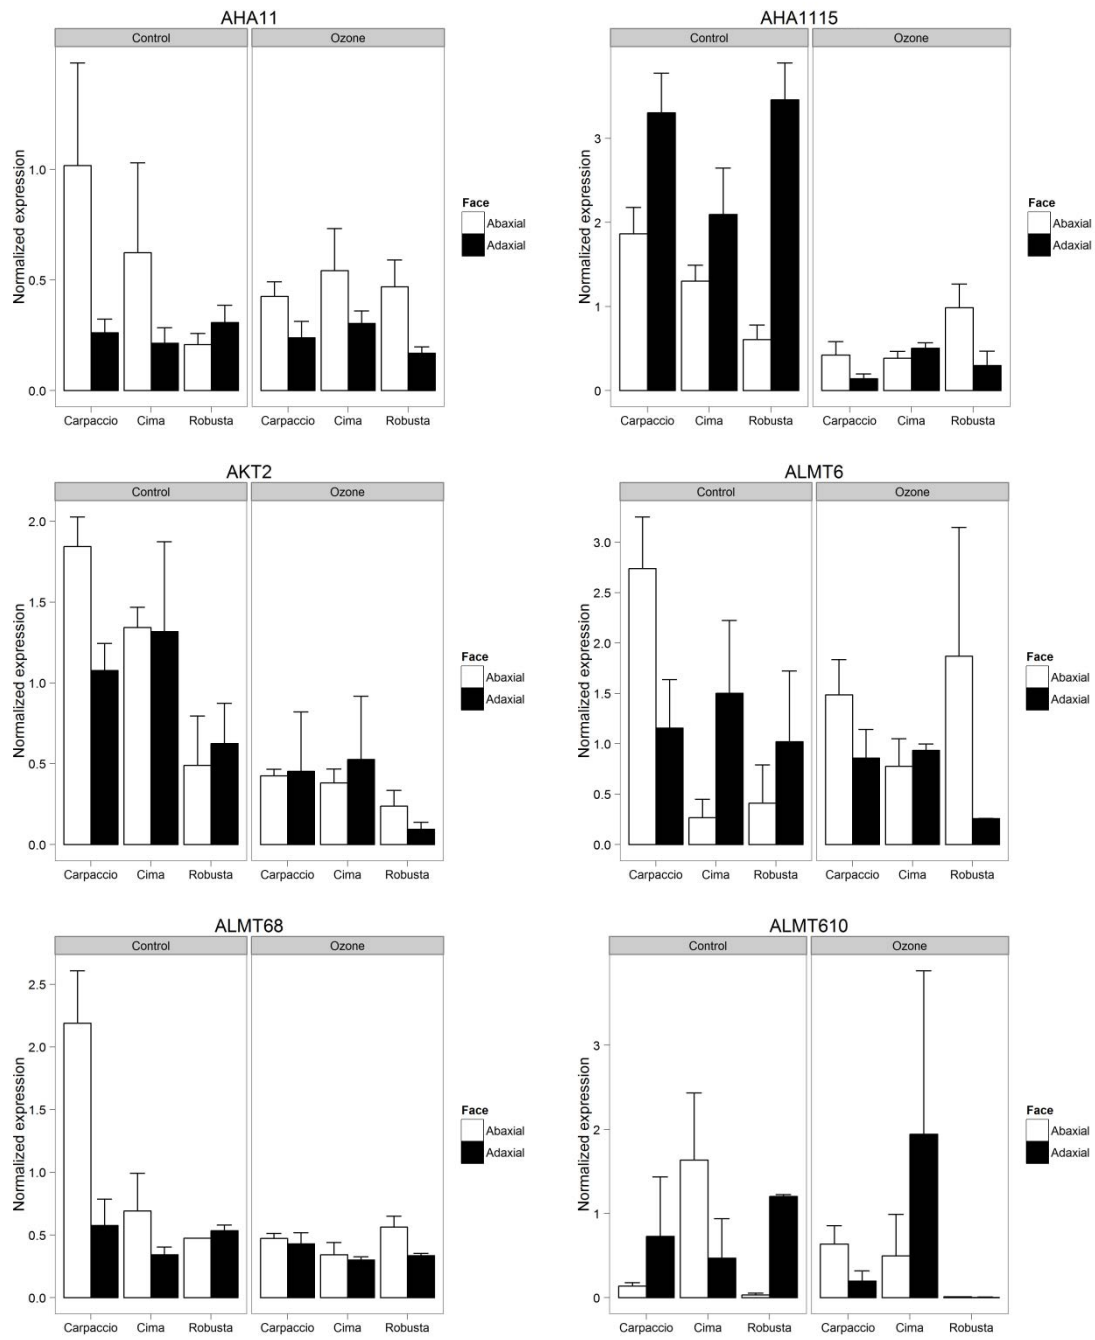 AHA11
Control Ozone
Normalized expression
1.0
0.5
0.0
Carpaccio Cima Robusta Carpaccio Cima Robusta
Face
Abaxial
Adaxial
AHA1115
Control Ozone
Normalized expression
3
2
1
0
Carpaccio Cima Robusta Carpaccio Cima Robusta
Face
Abaxial
Adaxial
AKT2
Control Ozone
Normalized expression
2.0
1.5
1.0
0.5
0.0
Carpaccio Cima Robusta Carpaccio Cima Robusta
Face
Abaxial
Adaxial
ALMT6
Control Ozone
Normalized expression
3.0
2.5
2.0
1.5
1.0
0.5
0.0
Carpaccio Cima Robusta Carpaccio Cima Robusta
Face
Abaxial
Adaxial
ALMT68
Control Ozone
Normalized expression
2.5
2.0
1.5
1.0
0.5
0.0
Carpaccio Cima Robusta Carpaccio Cima Robusta
Face
Abaxial
Adaxial
ALMT610
Control Ozone
Normalized expression
3
2
1
0
Carpaccio Cima Robusta Carpaccio Cima Robusta
Face
Abaxial
Adaxial